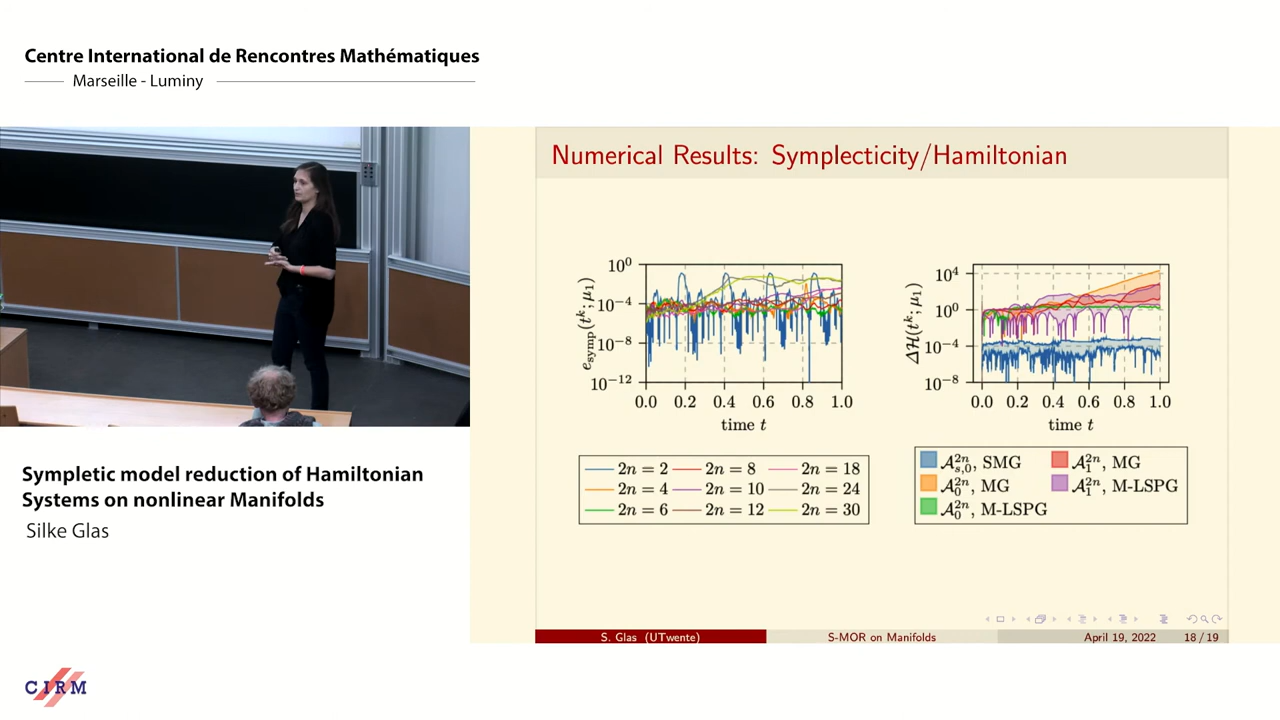 Centre International de Rencontres Mathématiques
Marseille - Luminy
Numerical Results: Symplecticity/Hamiltonian
e_symp(t^k; μ_1)
10^0
10^−4
10^−8
10^−12
0.0 0.2 0.4 0.6 0.8 1.0
time t
2n = 2 2n = 8 2n = 18
2n = 4 2n = 10 2n = 24
2n = 6 2n = 12 2n = 30
Δℋ(t^k; μ_1)
10^4
10^0
10^−4
10^−8
0.0 0.2 0.4 0.6 0.8 1.0
time t
𝒜^2n_s,0, SMG 𝒜^2n_1, MG
𝒜^2n_0, MG 𝒜^2n_1, M-LSPG
𝒜^2n_0, M-LSPG
S. Glas (UTwente) S-MOR on Manifolds April 19, 2022 18 / 19
Sympletic model reduction of Hamiltonian
Systems on nonlinear Manifolds
Silke Glas
CIRM